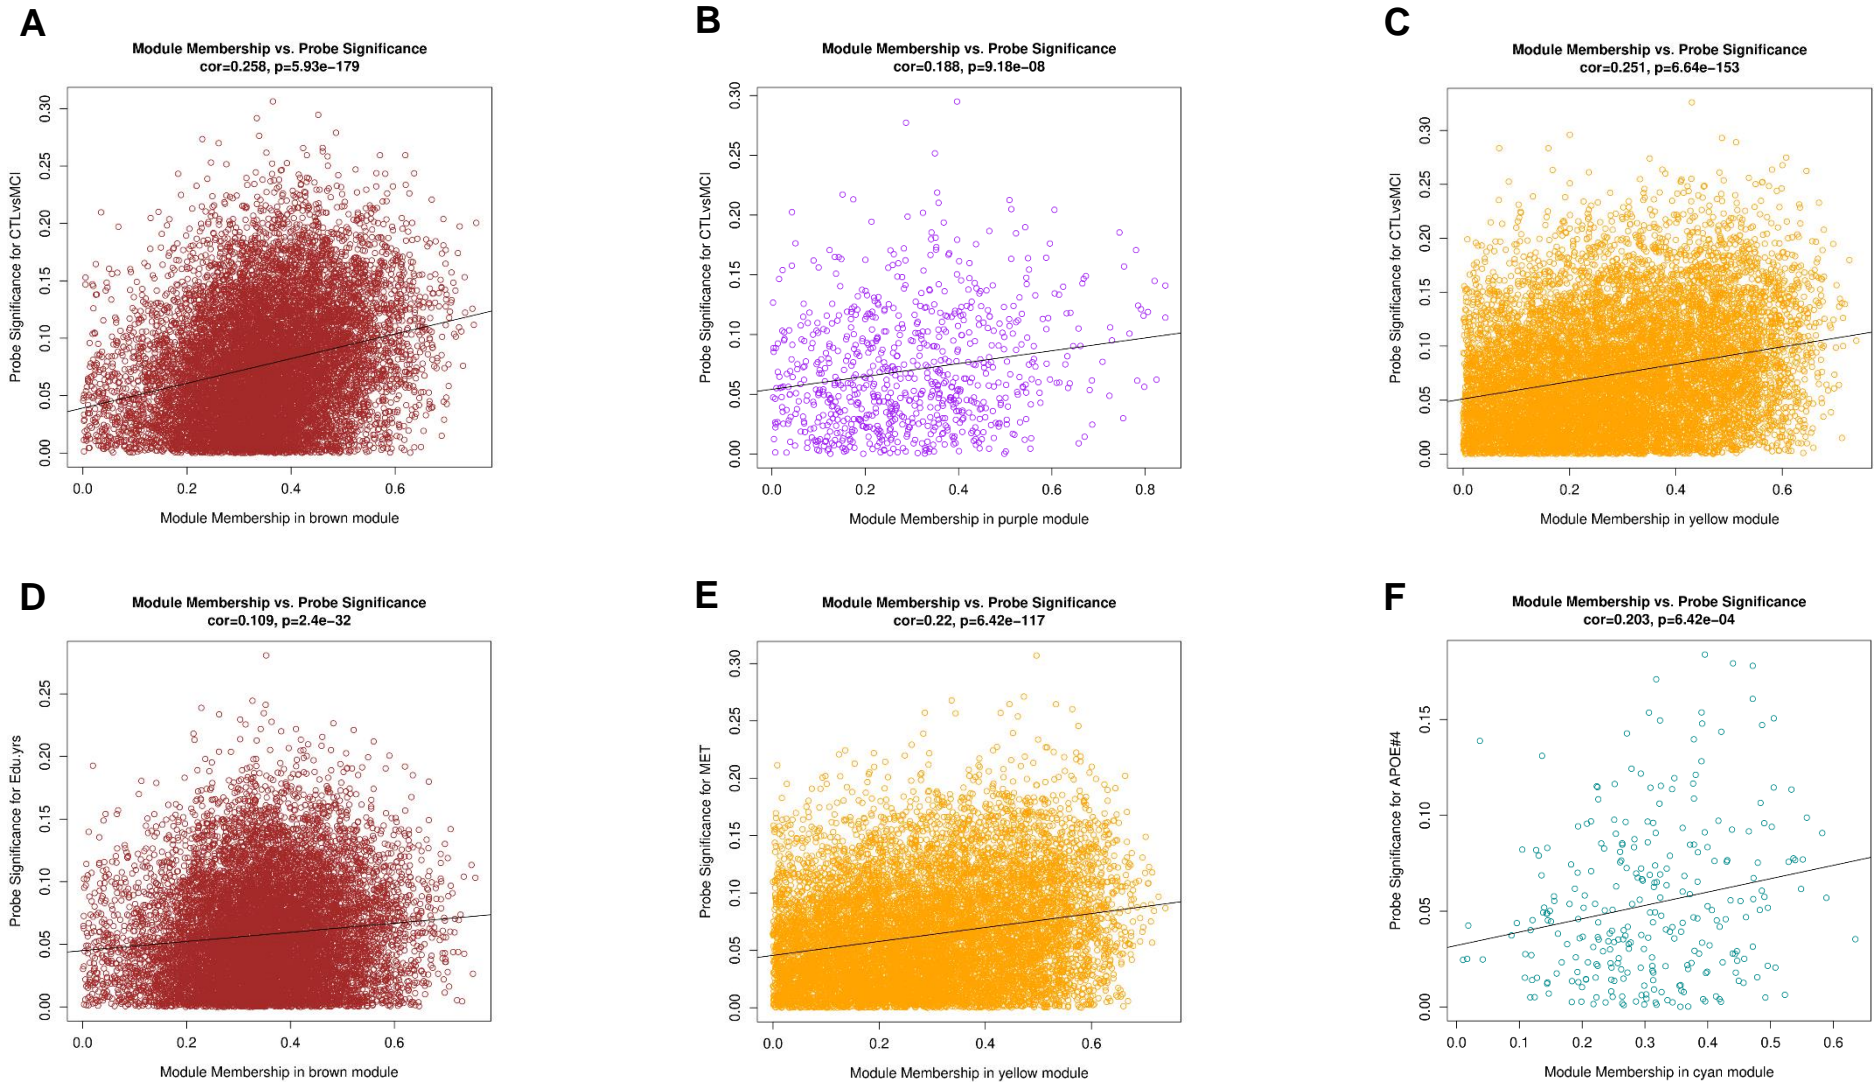 A
Module Membership vs. Probe Significance
cor=0.258, p=5.93e−179
Probe Significance for CTLvsMCI
0.00 0.05 0.10 0.15 0.20 0.25 0.30
0.0 0.2 0.4 0.6
Module Membership in brown module
B
Module Membership vs. Probe Significance
cor=0.188, p=9.18e−08
Probe Significance for CTLvsMCI
0.00 0.05 0.10 0.15 0.20 0.25 0.30
0.0 0.2 0.4 0.6 0.8
Module Membership in purple module
C
Module Membership vs. Probe Significance
cor=0.251, p=6.64e−153
Probe Significance for CTLvsMCI
0.00 0.05 0.10 0.15 0.20 0.25 0.30
0.0 0.2 0.4 0.6
Module Membership in yellow module
D
Module Membership vs. Probe Significance
cor=0.109, p=2.4e−32
Probe Significance for Edu.yrs
0.00 0.05 0.10 0.15 0.20 0.25
0.0 0.2 0.4 0.6
Module Membership in brown module
E
Module Membership vs. Probe Significance
cor=0.22, p=6.42e−117
Probe Significance for MET
0.00 0.05 0.10 0.15 0.20 0.25 0.30
0.0 0.2 0.4 0.6
Module Membership in yellow module
F
Module Membership vs. Probe Significance
cor=0.203, p=6.42e−04
Probe Significance for APOE#4
0.00 0.05 0.10 0.15
0.0 0.1 0.2 0.3 0.4 0.5 0.6
Module Membership in cyan module